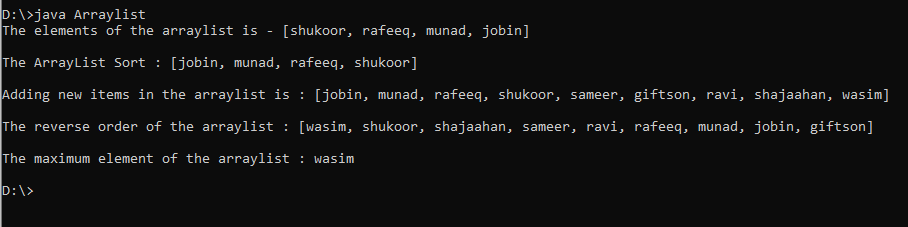 D:\>java Arraylist
The elements of the arraylist is - [shukoor, rafeeq, munad, jobin]
The ArrayList Sort : [jobin, munad, rafeeq, shukoor]
Adding new items in the arraylist is : [jobin, munad, rafeeq, shukoor, sameer, giftson, ravi, shajaahan, wasim]
The reverse order of the arraylist : [wasim, shukoor, shajaahan, sameer, ravi, rafeeq, munad, jobin, giftson]
The maximum element of the arraylist : wasim
D:\>